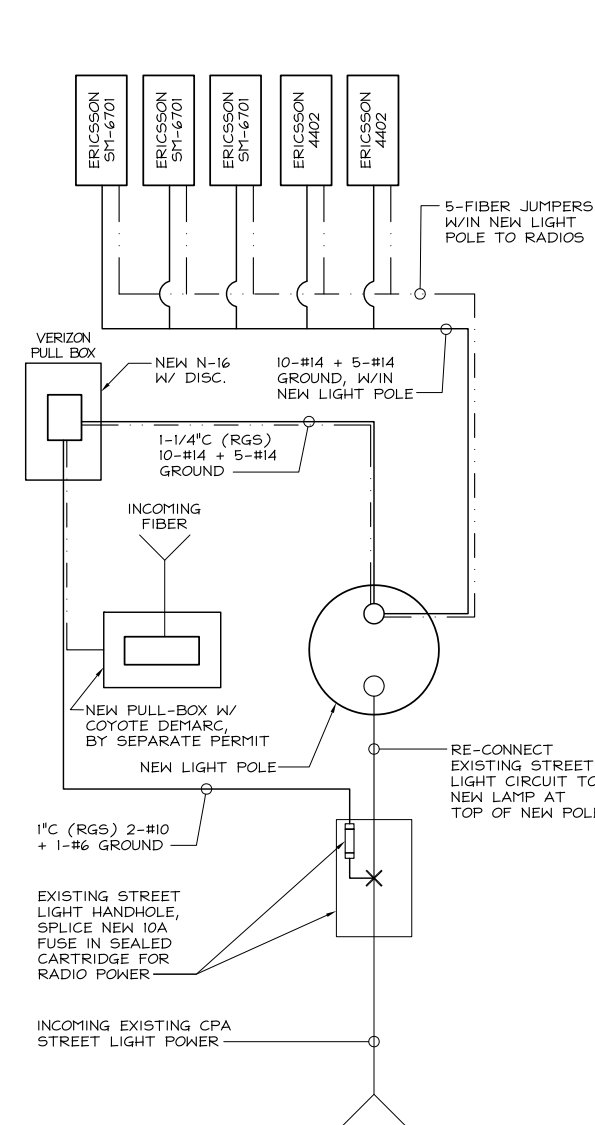 ERICSSON
SM-6701
ERICSSON
SM-6701
ERICSSON
SM-6701
ERICSSON
4402
ERICSSON
4402
5-FIBER JUMPERS
W/IN NEW LIGHT
POLE TO RADIOS
VERIZON
PULL BOX
NEW N-16
W/ DISC.
10-#14 + 5-#14
GROUND, W/IN
NEW LIGHT POLE
1-1/4"C (RGS)
10-#14 + 5-#14
GROUND
INCOMING
FIBER
NEW PULL-BOX W/
COYOTE DEMARC,
BY SEPARATE PERMIT
NEW LIGHT POLE
RE-CONNECT
EXISTING STREET
LIGHT CIRCUIT TO
NEW LAMP AT
TOP OF NEW POLE
1"C (RGS) 2-#10
+ 1-#6 GROUND
EXISTING STREET
LIGHT HANDHOLE,
SPLICE NEW 10A
FUSE IN SEALED
CARTRIDGE FOR
RADIO POWER
INCOMING EXISTING CPA
STREET LIGHT POWER